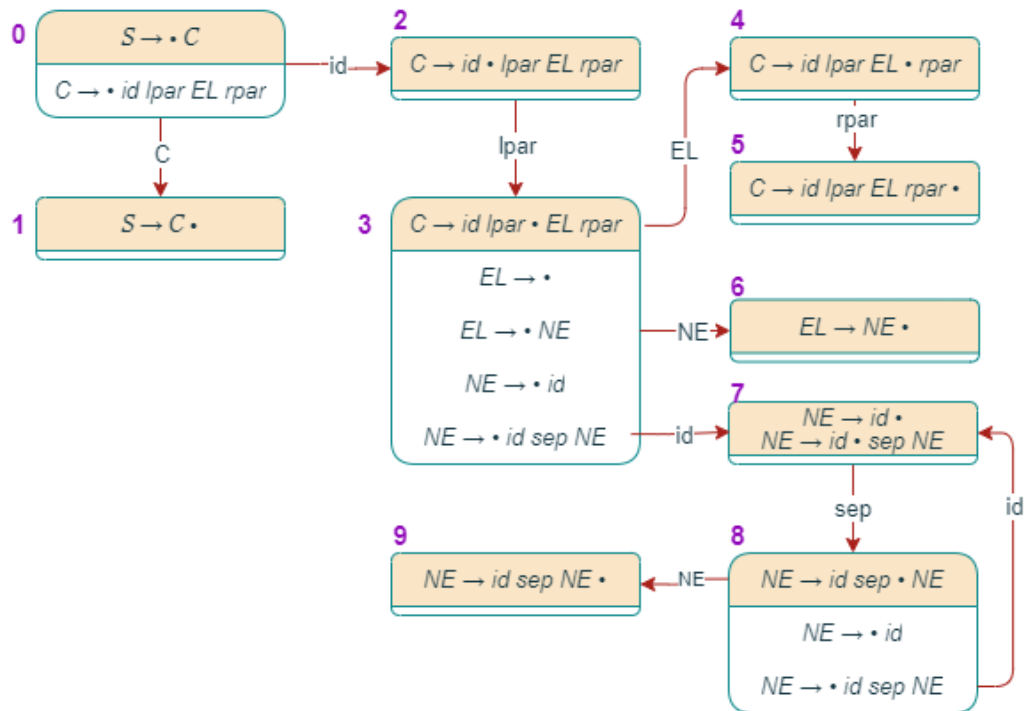 0
S → • C
C → • id lpar EL rpar
id
2
C → id • lpar EL rpar
4
C → id lpar EL • rpar
C
lpar
EL
rpar
5
C → id lpar EL rpar •
1
S → C •
3
C → id lpar • EL rpar
EL → •
EL → • NE
NE → • id
NE → • id sep NE
NE
6
EL → NE •
id
7
NE → id •
NE → id • sep NE
sep
id
9
NE → id sep NE •
NE
8
NE → id sep • NE
NE → • id
NE → • id sep NE